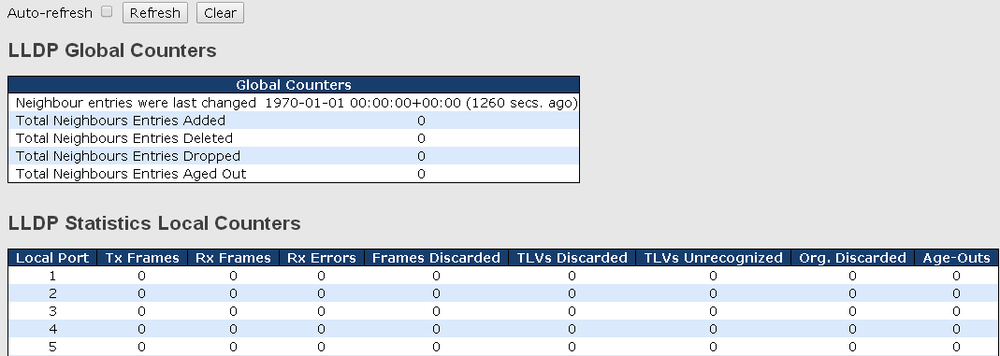 Auto-refresh Refresh Clear
LLDP Global Counters
Global Counters
Neighbour entries were last changed 1970-01-01 00:00:00+00:00 (1260 secs. ago)
Total Neighbours Entries Added 0
Total Neighbours Entries Deleted 0
Total Neighbours Entries Dropped 0
Total Neighbours Entries Aged Out 0
LLDP Statistics Local Counters
Local Port Tx Frames Rx Frames Rx Errors Frames Discarded TLVs Discarded TLVs Unrecognized Org. Discarded Age-Outs
1 0 0 0 0 0 0 0 0
2 0 0 0 0 0 0 0 0
3 0 0 0 0 0 0 0 0
4 0 0 0 0 0 0 0 0
5 0 0 0 0 0 0 0 0